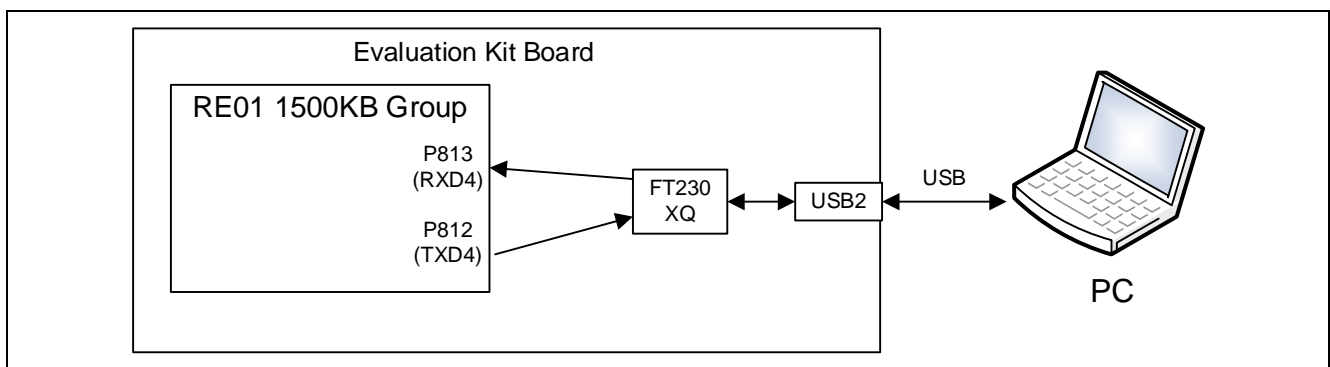 Evaluation Kit Board
RE01 1500KB Group
P813
(RXD4)
P812
(TXD4)
FT230
XQ
USB2
USB
PC